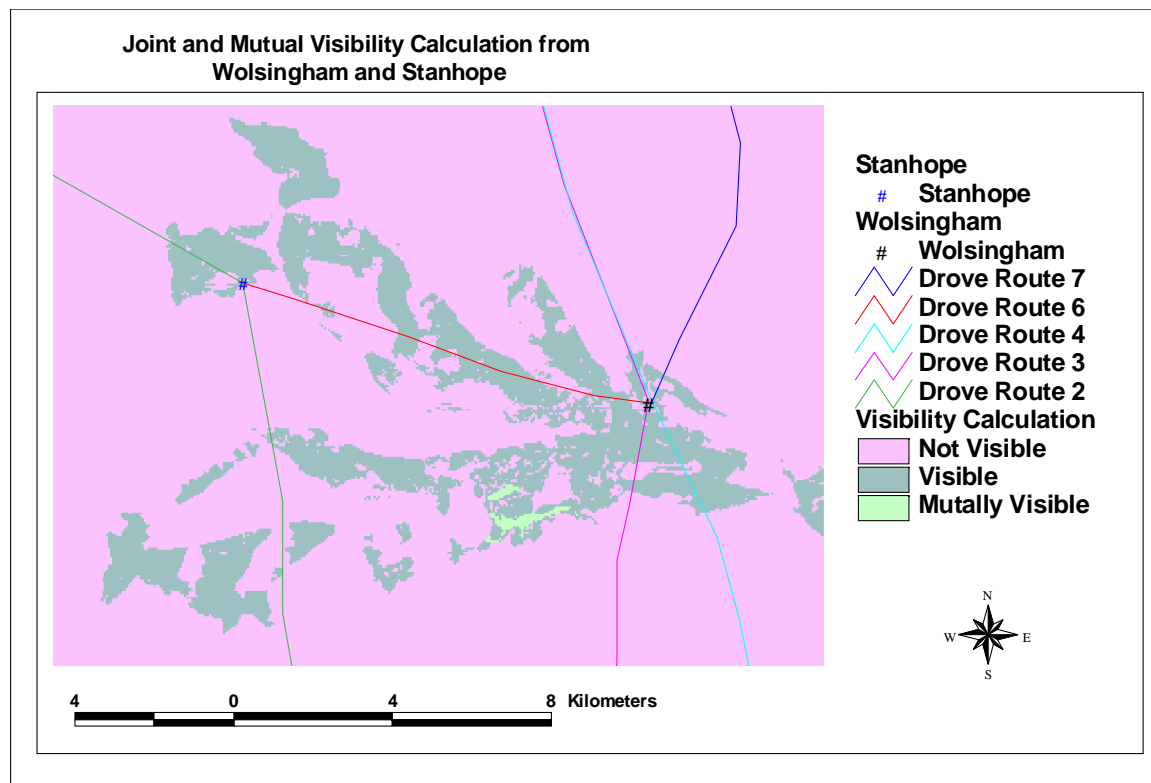 Joint and Mutual Visibility Calculation from
Wolsingham and Stanhope
Stanhope
# Stanhope
Wolsingham
# Wolsingham
Drove Route 7
Drove Route 6
Drove Route 4
Drove Route 3
Drove Route 2
Visibility Calculation
Not Visible
Visible
Mutally Visible
#
#
N
W E
S
4 0 4 8 Kilometers